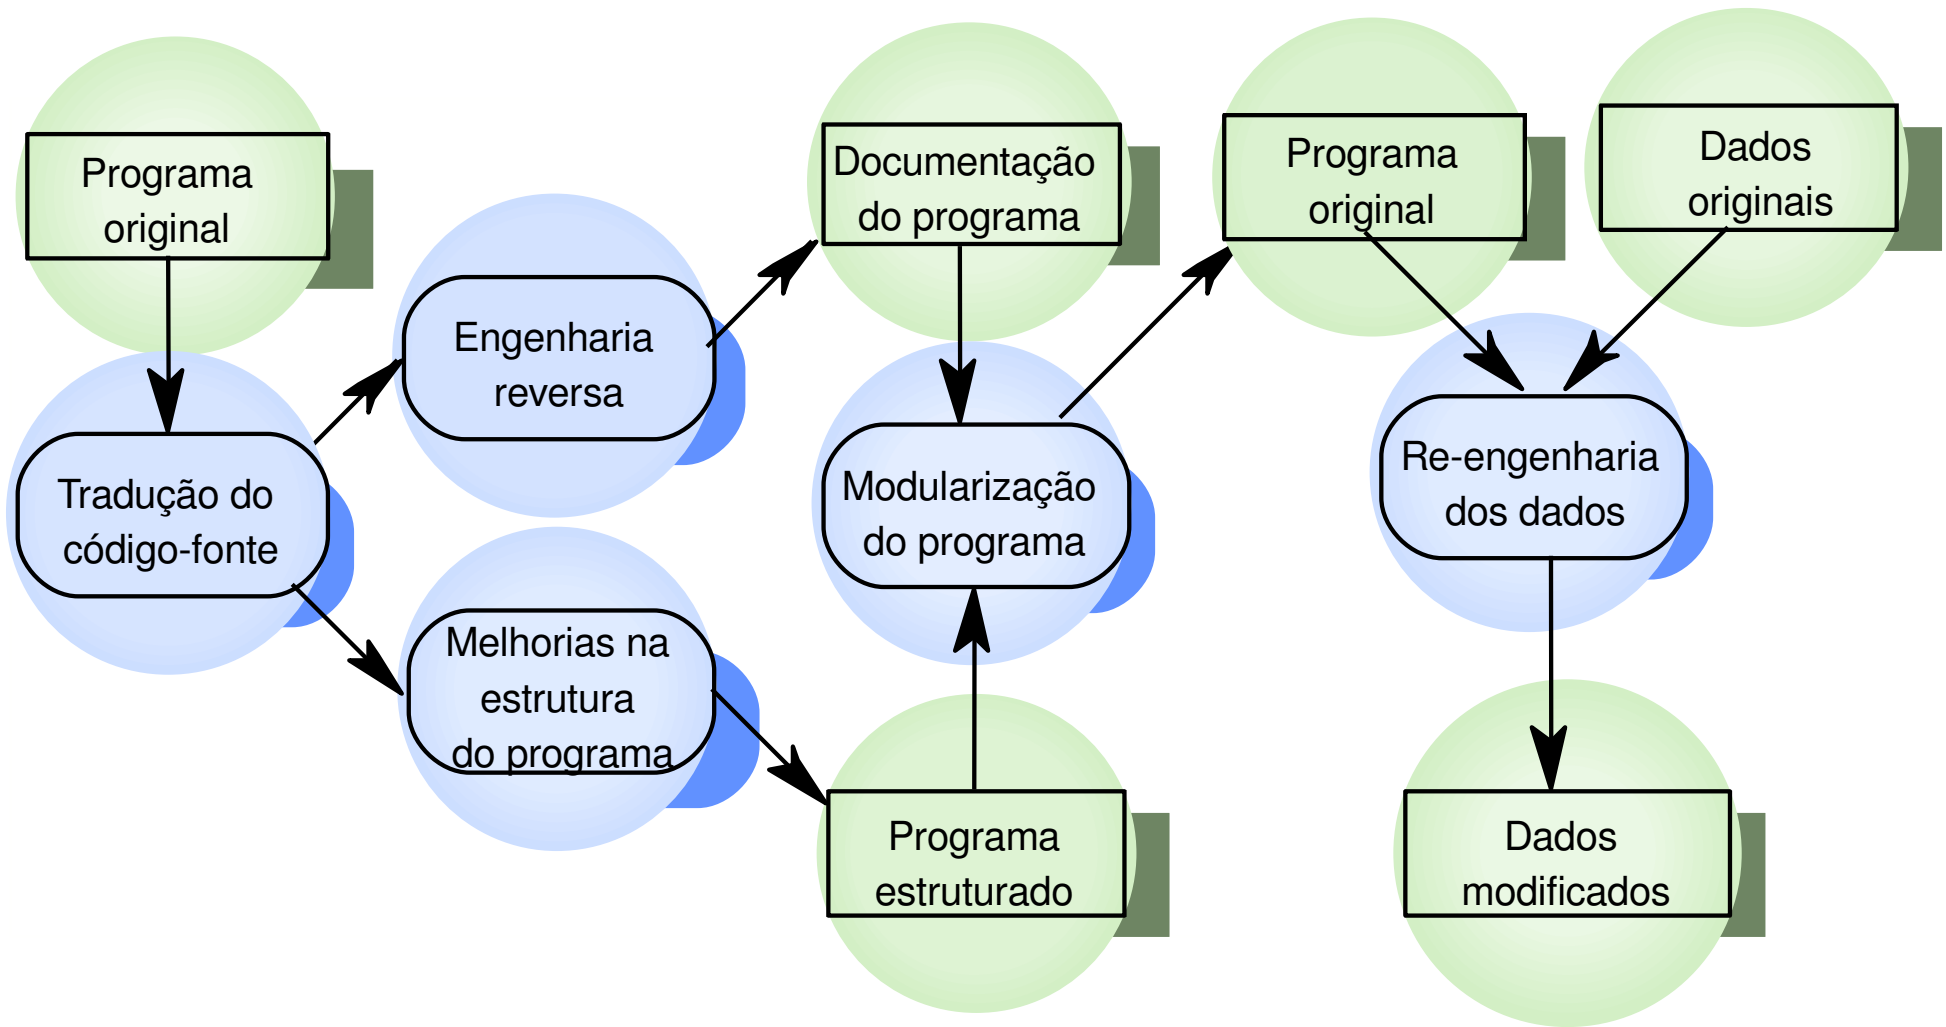 Programa
original
Tradução do
código-fonte
Engenharia
reversa
Melhorias na
estrutura
do programa
Documentação
do programa
Modularização
do programa
Programa
estruturado
Programa
original
Dados
originais
Re-engenharia
dos dados
Dados
modificados